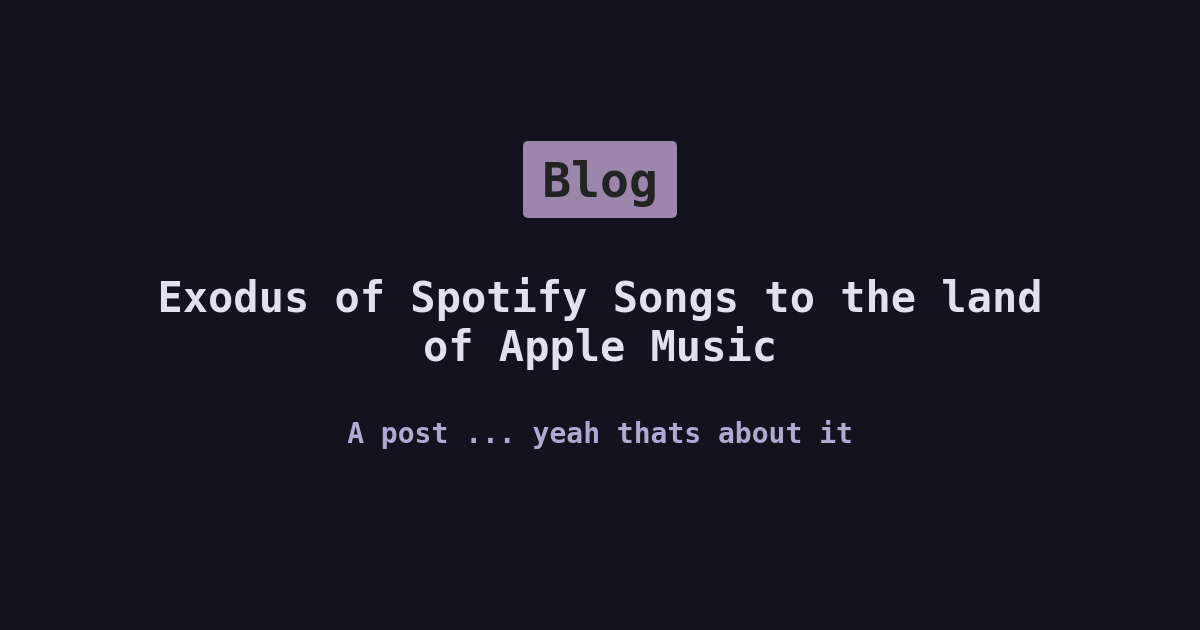 Blog
Exodus of Spotify Songs to the land
of Apple Music
A post ... yeah thats about it